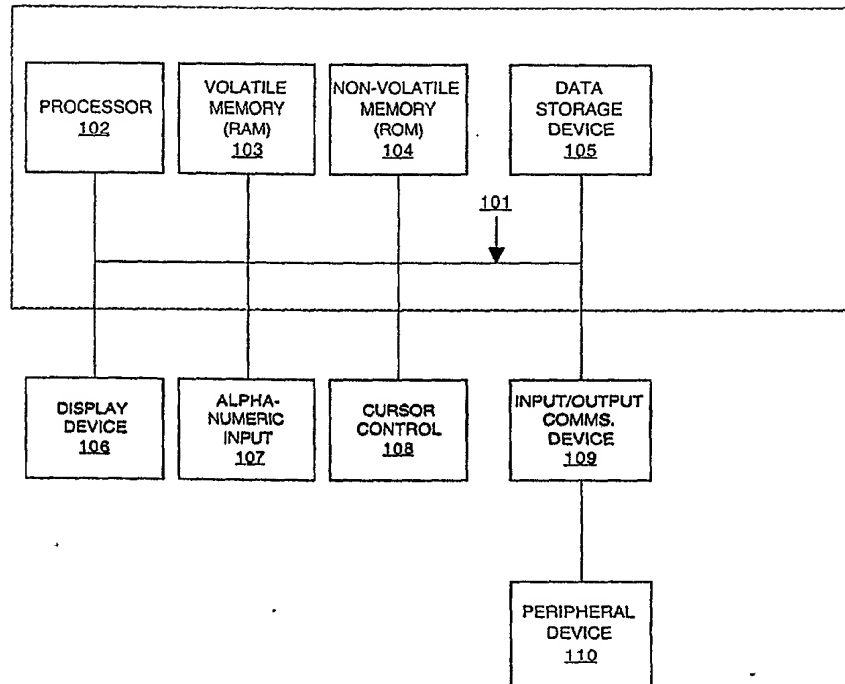 PROCESSOR
102
VOLATILE
MEMORY
(RAM)
103
NON-VOLATILE
MEMORY
(ROM)
104
DATA
STORAGE
DEVICE
105
101
DISPLAY
DEVICE
106
ALPHA-
NUMERIC
INPUT
107
CURSOR
CONTROL
108
INPUT/OUTPUT
COMMS.
DEVICE
109
PERIPHERAL
DEVICE
110